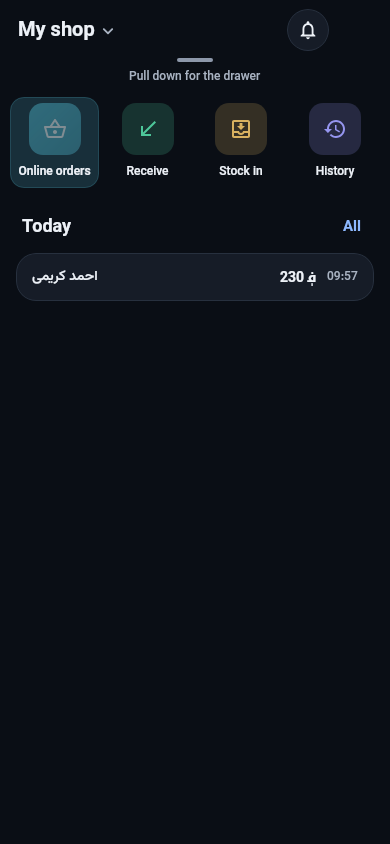 My shop
Pull down for the drawer
Online orders
Receive
Stock in
History
Today
All
احمد کریمی
230 ؋
09:57